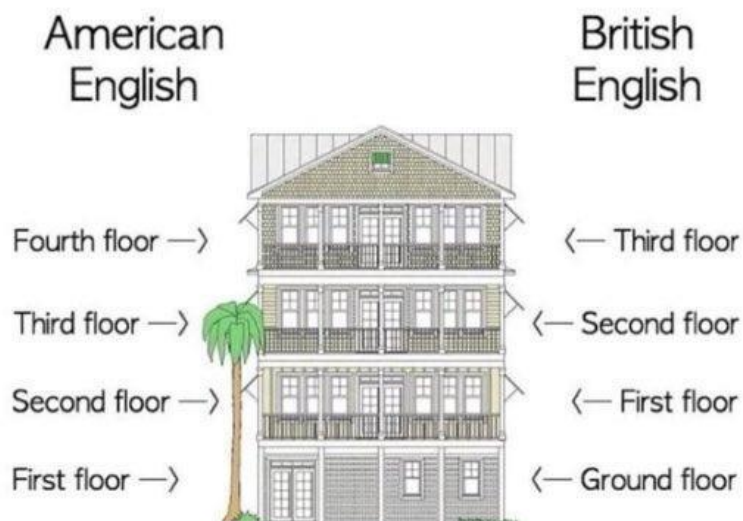 American
English
British
English
Fourth floor
Third floor
Third floor
Second floor
Second floor
First floor
First floor
Ground floor